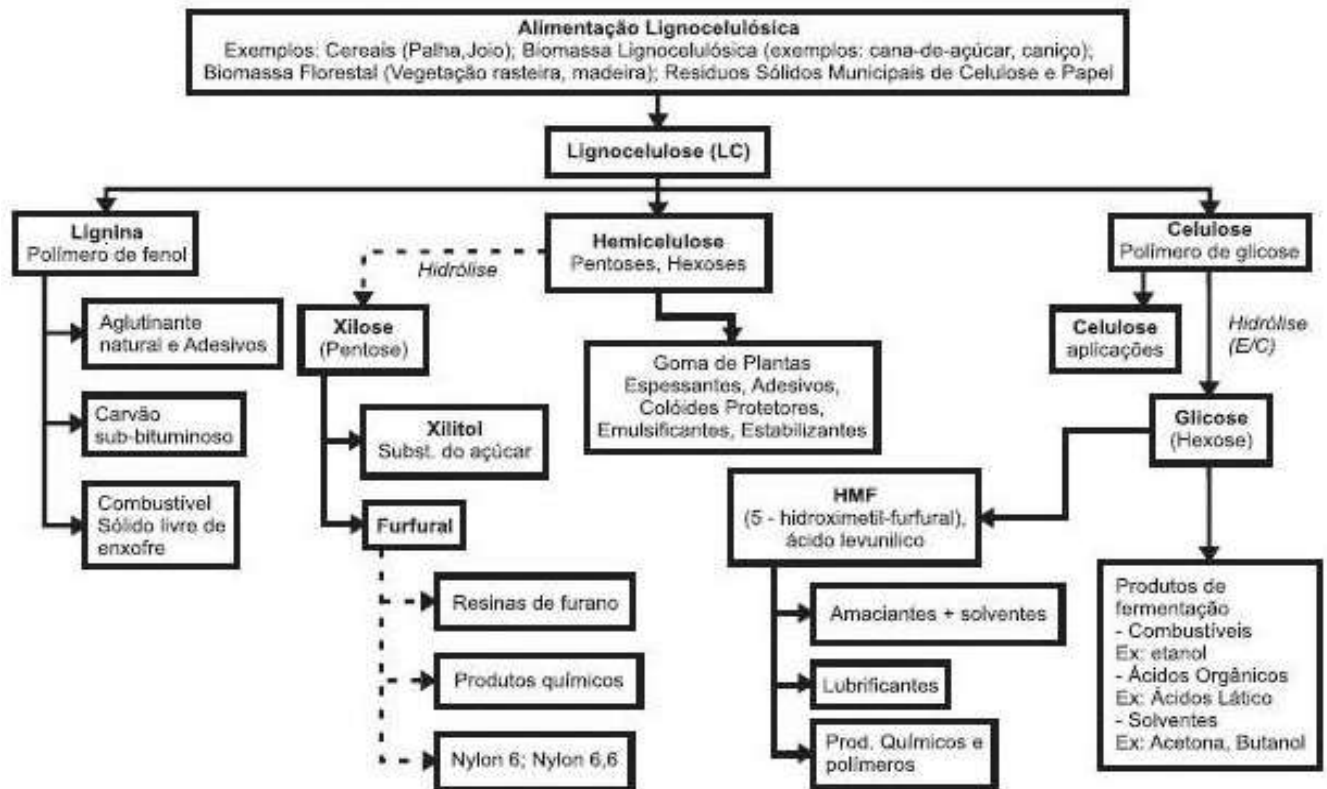 Alimentação Lignocelulósica
Exemplos: Cereais (Palha,Joio); Biomassa Lignocelulósica (exemplos: cana-de-açúcar, caniço);
Biomassa Florestal (Vegetação rasteira, madeira); Resíduos Sólidos Municipais de Celulose e Papel
Lignocelulose (LC)
Lignina
Polímero de fenol
Aglutinante
natural e Adesivos
Carvão
sub-bituminoso
Combustível
Sólido livre de
enxofre
Hemicelulose
Pentoses, Hexoses
Hidrólise
Xilose
(Pentose)
Xilitol
Subst. do açúcar
Furfural
Resinas de furano
Produtos químicos
Nylon 6; Nylon 6,6
Goma de Plantas
Espessantes, Adesivos,
Colóides Protetores,
Emulsificantes, Estabilizantes
Celulose
Polímero de glicose
Celulose
aplicações
Hidrólise
(E/C)
Glicose
(Hexose)
HMF
(5 - hidroximetil-furfural),
ácido levunilico
Amaciantes + solventes
Lubrificantes
Prod. Químicos e
polímeros
Produtos de
fermentação
- Combustíveis
Ex: etanol
- Ácidos Orgânicos
Ex: Ácidos Lático
- Solventes
Ex: Acetona, Butanol